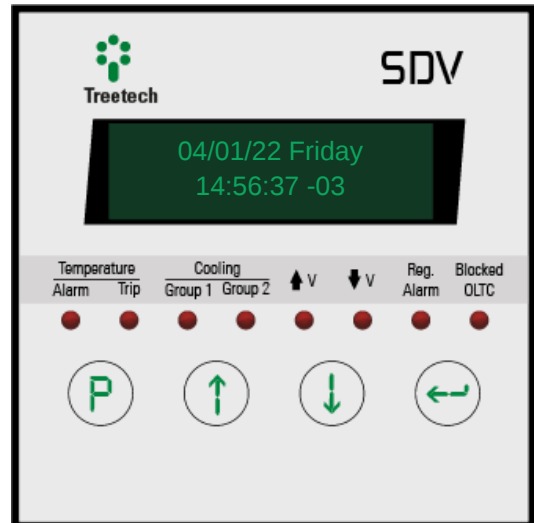 Treetech
SDV
04/01/22 Friday
14:56:37 -03
Temperature
Alarm Trip
Cooling
Group 1 Group 2
V
V
Reg.
Alarm
Blocked
OLTC
P